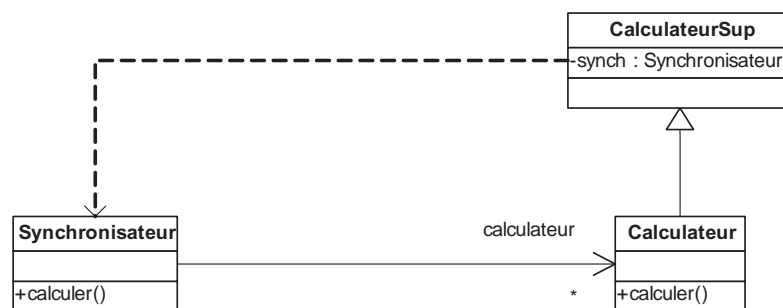 CalculateurSup
-synch : Synchronisateur
Synchronisateur
calculateur
Calculateur
+calculer()
*
+calculer()